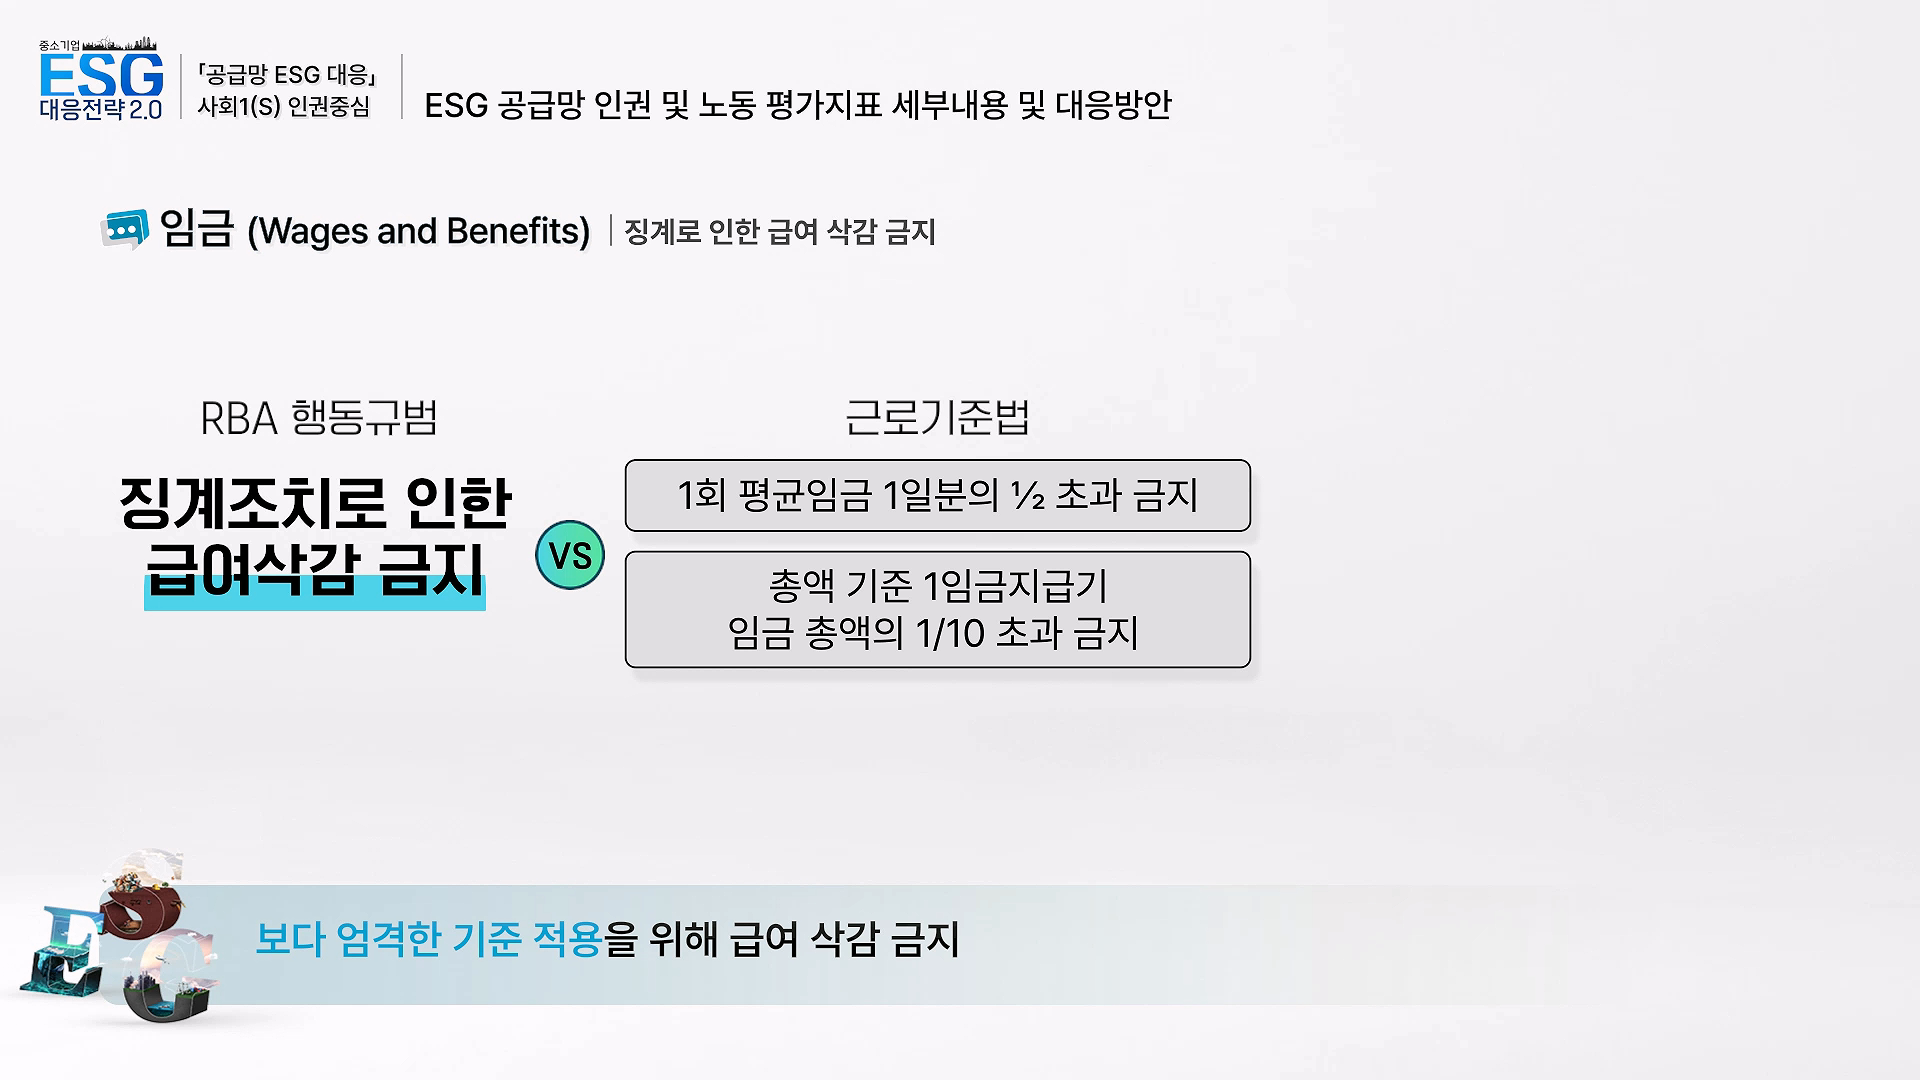 중소기업
ESG
대응전략 2.0
「공급망 ESG 대응」
사회1(S) 인권중심
ESG 공급망 인권 및 노동 평가지표 세부내용 및 대응방안
임금 (Wages and Benefits)
징계로 인한 급여 삭감 금지
RBA 행동규범
징계조치로 인한
급여삭감 금지
VS
근로기준법
1회 평균임금 1일분의 ½ 초과 금지
총액 기준 1임금지급기
임금 총액의 1/10 초과 금지
ESG
보다 엄격한 기준 적용을 위해 급여 삭감 금지